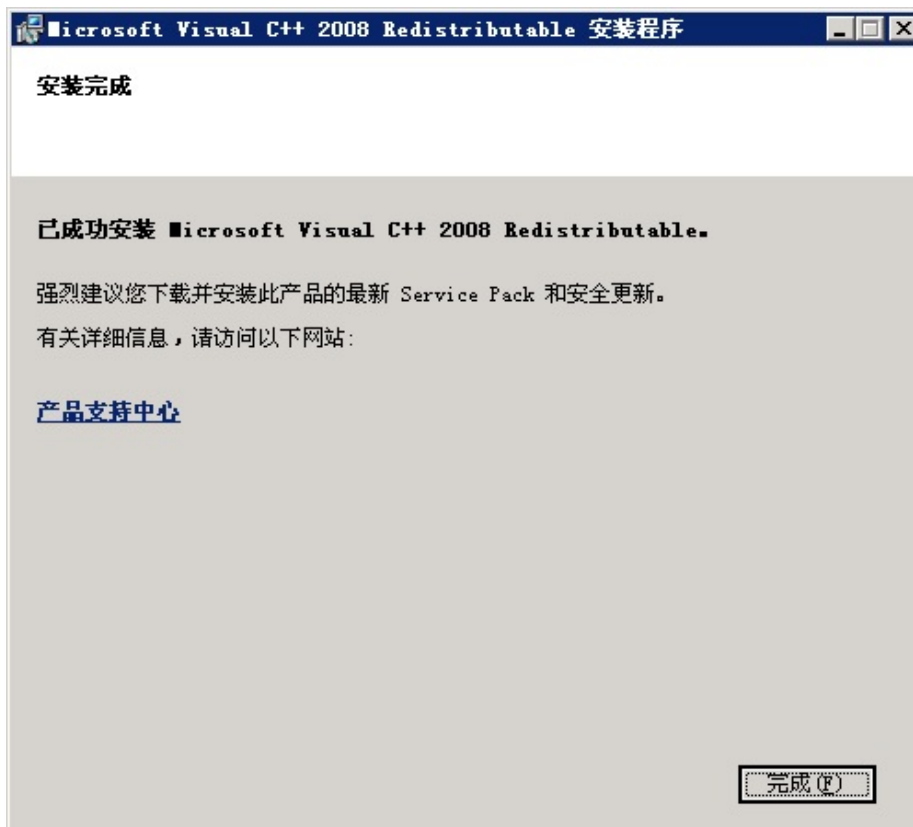 Microsoft Visual C++ 2008 Redistributable 安装程序
安装完成
已成功安装 Microsoft Visual C++ 2008 Redistributable。
强烈建议您下载并安装此产品的最新 Service Pack 和安全更新。
有关详细信息，请访问以下网站:
产品支持中心
完成(F)